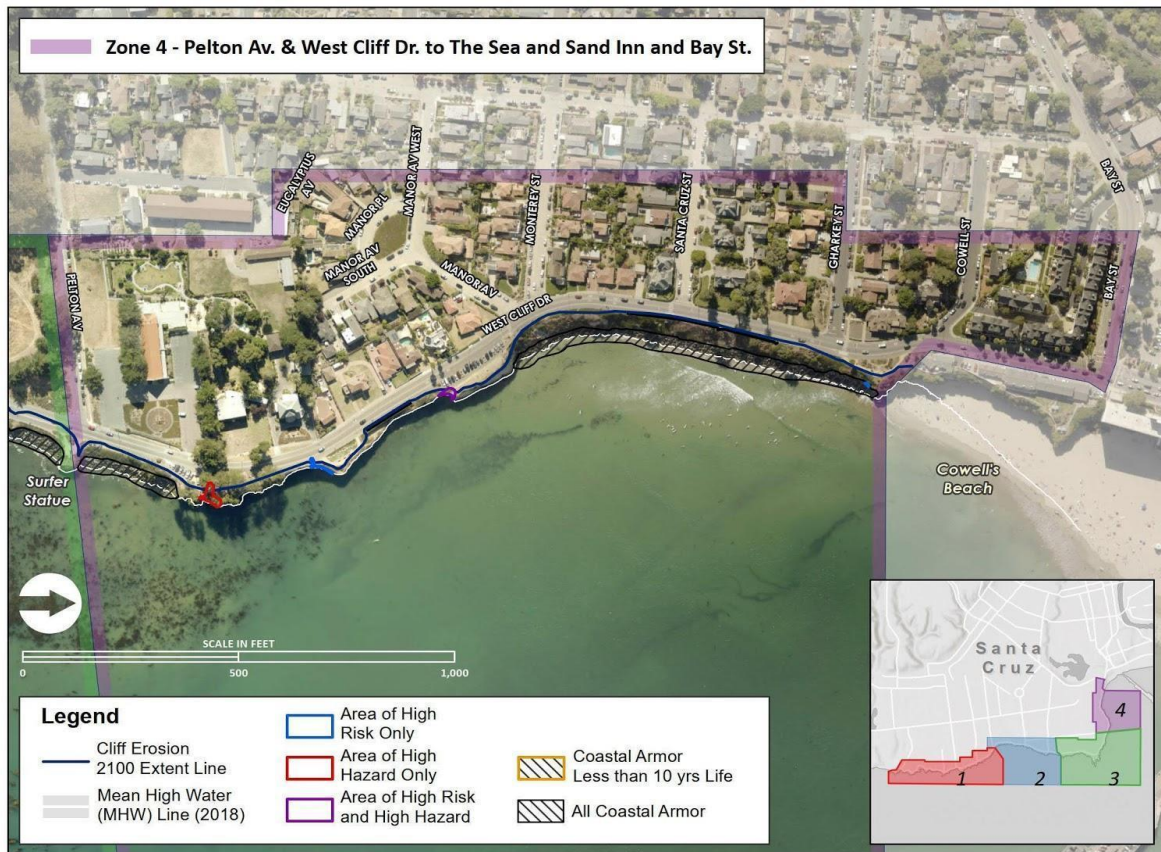 Zone 4 - Pelton Av. & West Cliff Dr. to The Sea and Sand Inn and Bay St.
EUCALYPTUS
AV
MANOR PL
MANOR AV WEST
MANOR AV
SOUTH
MANOR AV
MONTEREY ST
SANTA CRUZ ST
GHARKEY ST
COWELL ST
BAY ST
BAY ST
PELTON AV
WEST CLIFF DR
Surfer
Statue
Cowell's
Beach
SCALE IN FEET
0
500
1,000
Legend
Cliff Erosion
2100 Extent Line
Mean High Water
(MHW) Line (2018)
Area of High
Risk Only
Area of High
Hazard Only
Area of High Risk
and High Hazard
Coastal Armor
Less than 10 yrs Life
All Coastal Armor
Santa
Cruz
1
2
3
4